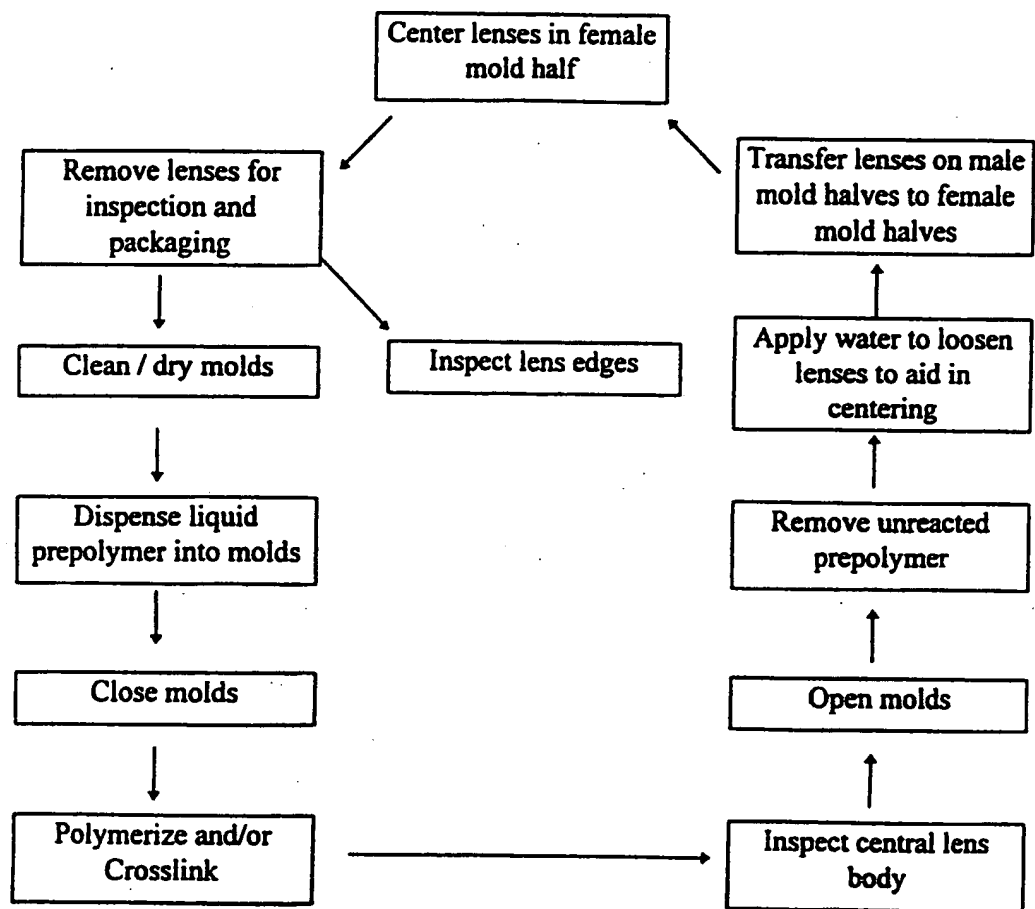 Center lenses in female
mold half
Remove lenses for
inspection and
packaging
Transfer lenses on male
mold halves to female
mold halves
Clean / dry molds
Inspect lens edges
Apply water to loosen
lenses to aid in
centering
Dispense liquid
prepolymer into molds
Remove unreacted
prepolymer
Close molds
Open molds
Polymerize and/or
Crosslink
Inspect central lens
body